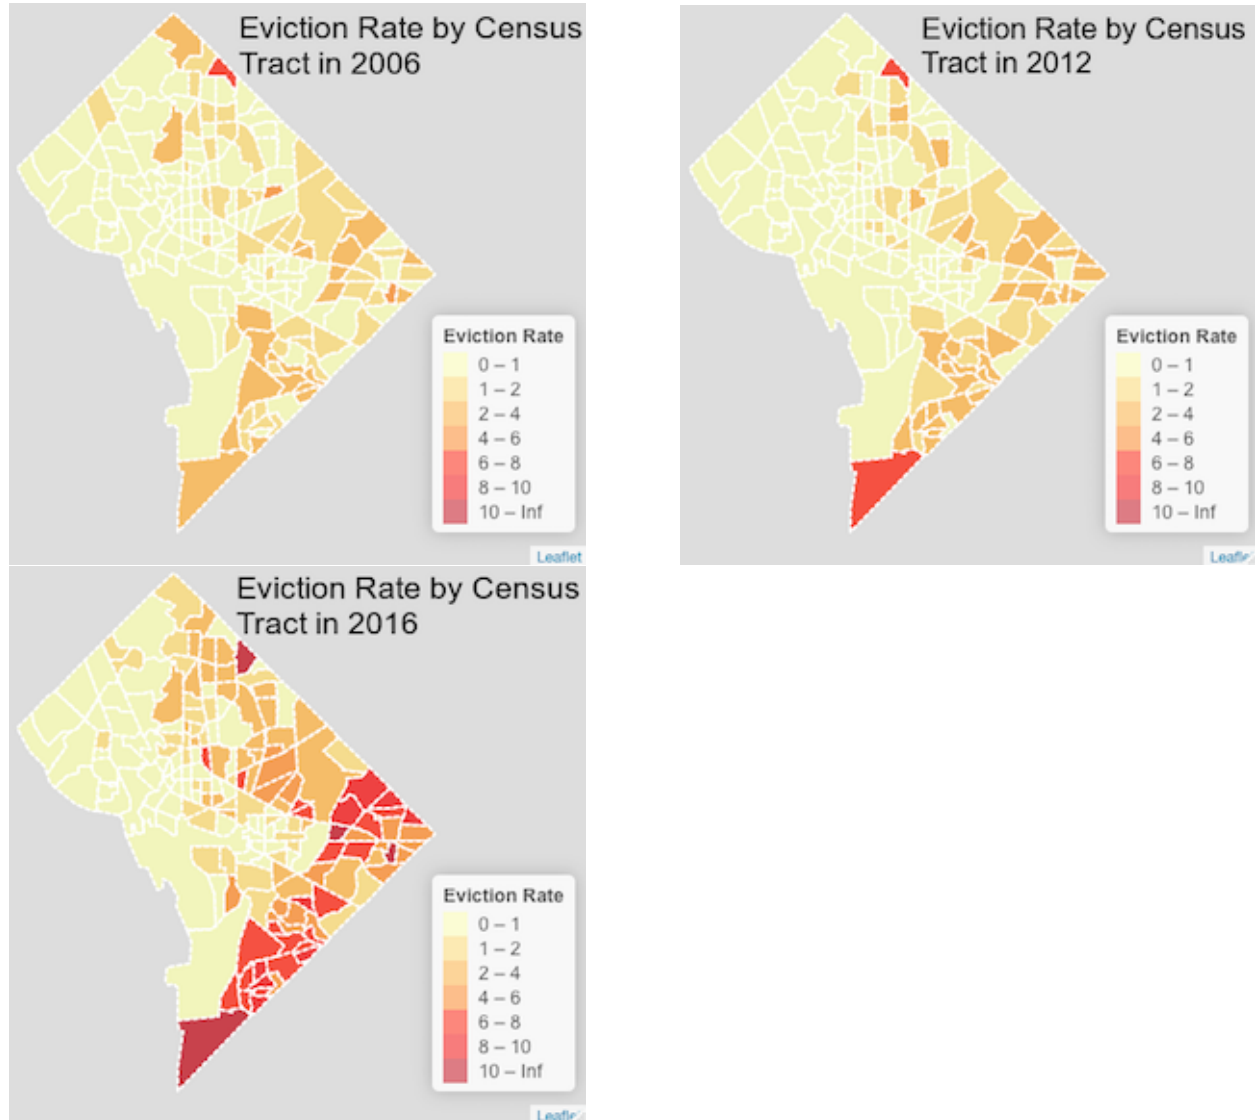 Eviction Rate by Census
Tract in 2006
Eviction Rate
0 – 1
1 – 2
2 – 4
4 – 6
6 – 8
8 – 10
10 – Inf
Leaflet
Eviction Rate by Census
Tract in 2012
Eviction Rate
0 – 1
1 – 2
2 – 4
4 – 6
6 – 8
8 – 10
10 – Inf
Leafle
Eviction Rate by Census
Tract in 2016
Eviction Rate
0 – 1
1 – 2
2 – 4
4 – 6
6 – 8
8 – 10
10 – Inf
Leafle